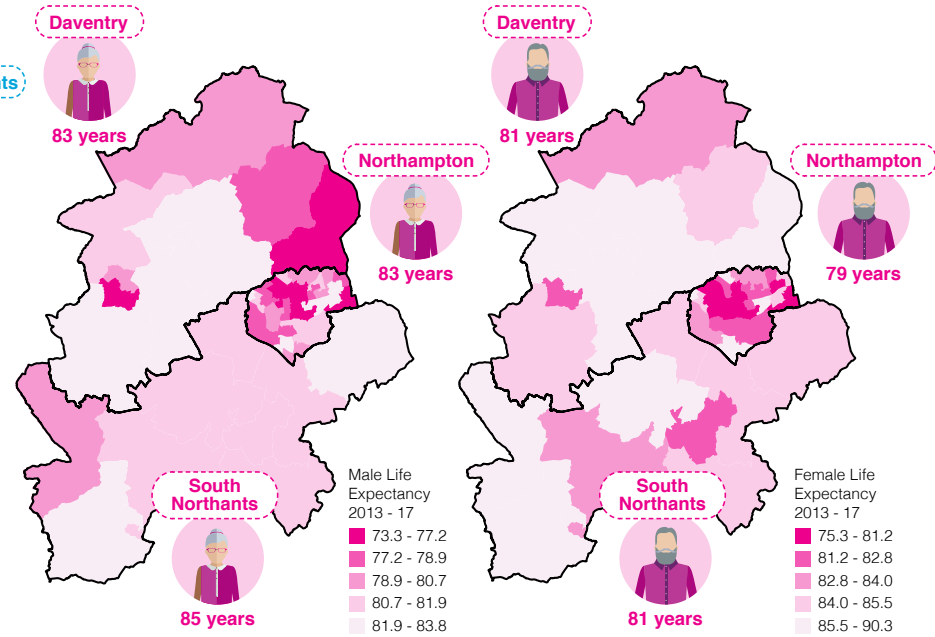 Daventry
83 years
Northampton
83 years
South
Northants
85 years
Male Life
Expectancy
2013 - 17
73.3 - 77.2
77.2 - 78.9
78.9 - 80.7
80.7 - 81.9
81.9 - 83.8
Daventry
81 years
Northampton
79 years
South
Northants
81 years
Female Life
Expectancy
2013 - 17
75.3 - 81.2
81.2 - 82.8
82.8 - 84.0
84.0 - 85.5
85.5 - 90.3